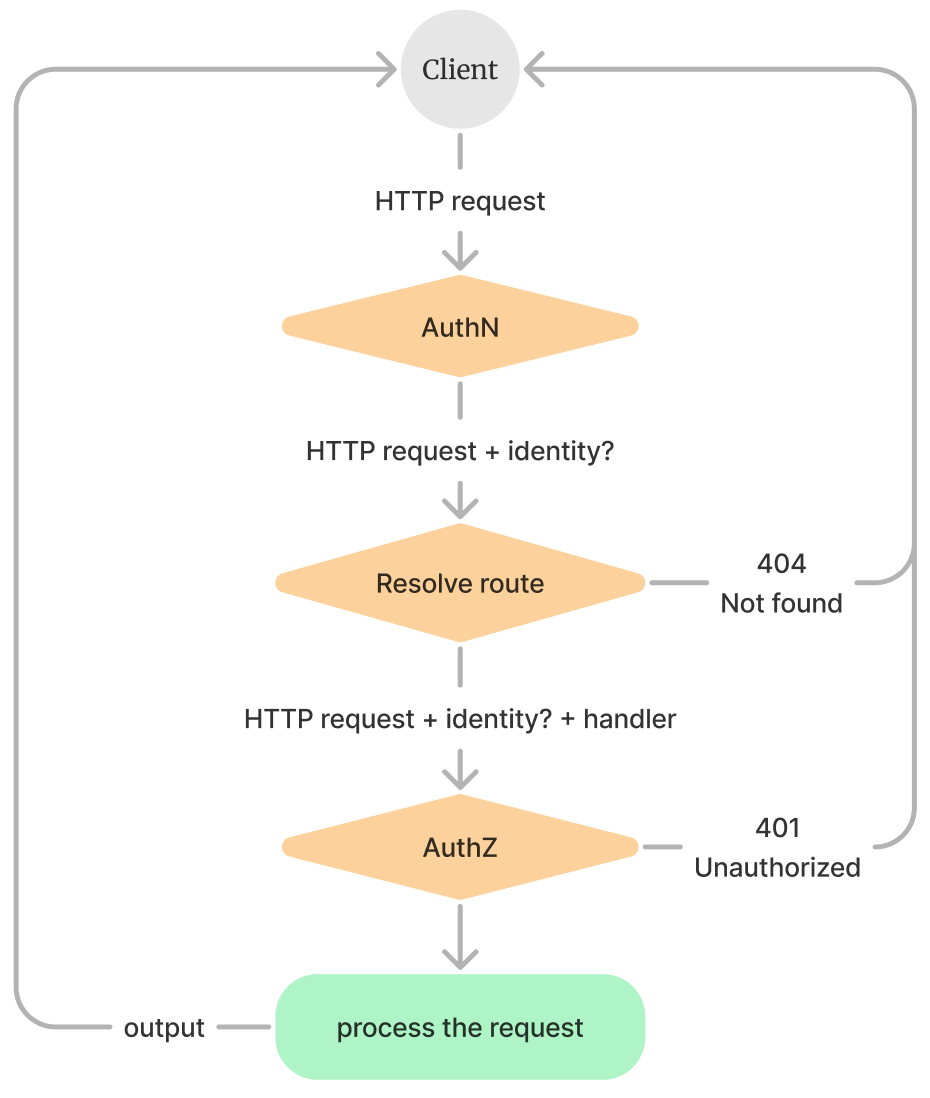 Client
HTTP request
AuthN
HTTP request + identity?
Resolve route
404
Not found
HTTP request + identity? + handler
AuthZ
401
Unauthorized
process the request
output